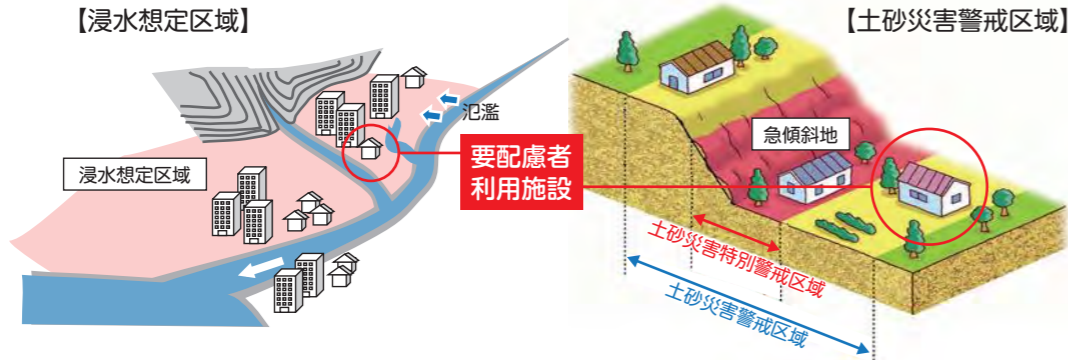 【浸水想定区域】
【土砂災害警戒区域】
氾濫
浸水想定区域
要配慮者
利用施設
急傾斜地
土砂災害特別警戒区域
土砂災害警戒区域